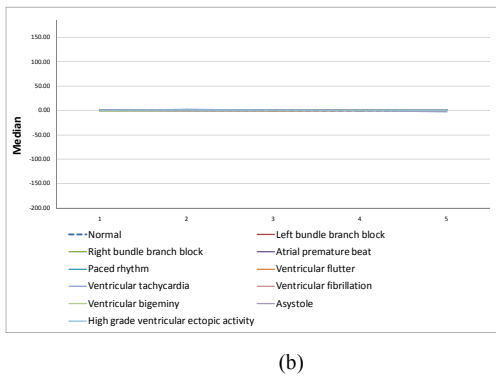 150.00
100.00
50.00
0.00
-50.00
-100.00
-150.00
-200.00
Median
1 2 3 4 5
Normal Left bundle branch block
Right bundle branch block Atrial premature beat
Paced rhythm Ventricular flutter
Ventricular tachycardia Ventricular fibrillation
Ventricular bigeminy Asystole
High grade ventricular ectopic activity
(b)